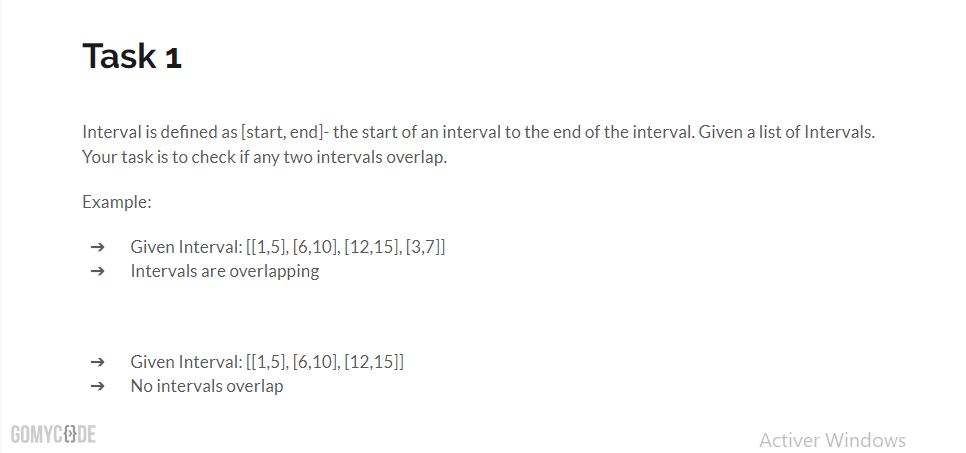 Task 1
Interval is defined as [start, end]- the start of an interval to the end of the interval. Given a list of Intervals.
Your task is to check if any two intervals overlap.
Example:
➔ Given Interval: [[1,5], [6,10], [12,15], [3,7]]
➔ Intervals are overlapping
➔ Given Interval: [[1,5], [6,10], [12,15]]
➔ No intervals overlap
GOMYC{}DE
Activer Windows